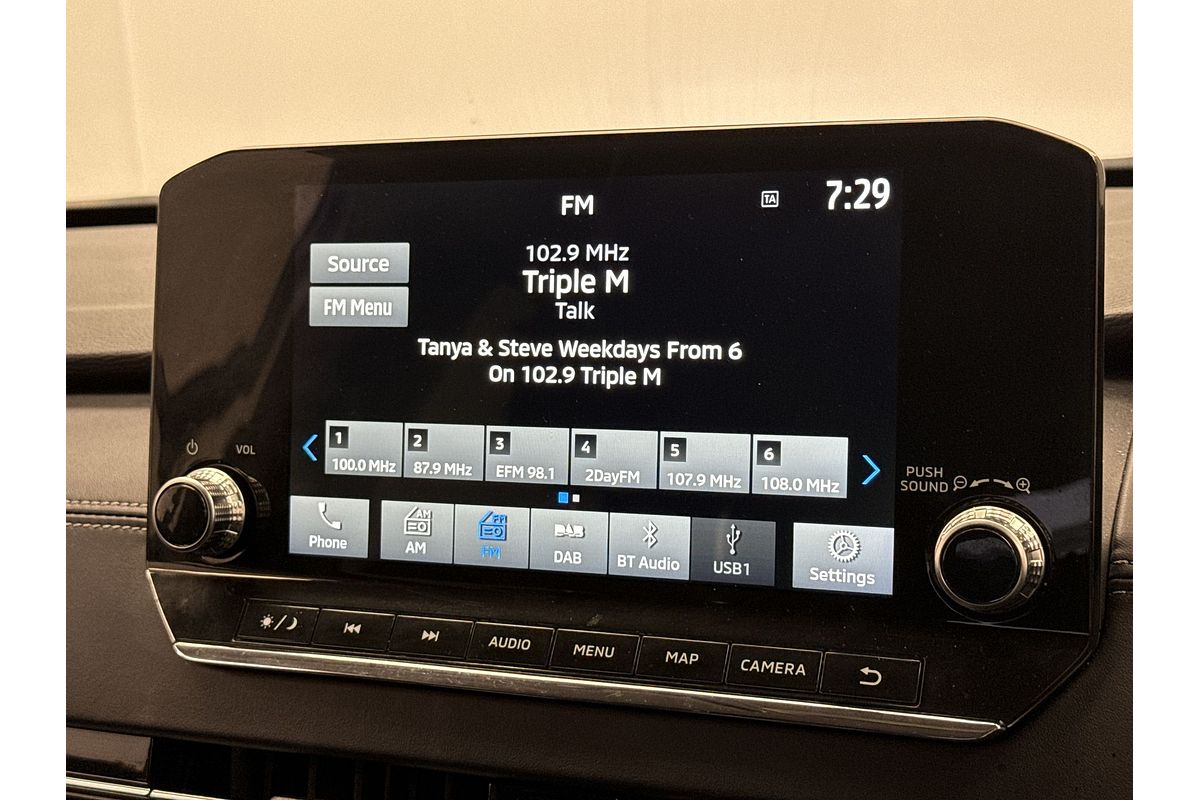 FM
TA
7:29
Source
102.9 MHz
Triple M
FM Menu
Talk
Tanya & Steve Weekdays From 6
On 102.9 Triple M
1
100.0 MHz
2
87.9 MHz
3
EFM 98.1
4
2DayFM
5
107.9 MHz
6
108.0 MHz
VOL
PUSH
SOUND
Phone
AM
AM
FM
FM
DAB
DAB
BT Audio
USB1
Settings
AUDIO
MENU
MAP
CAMERA